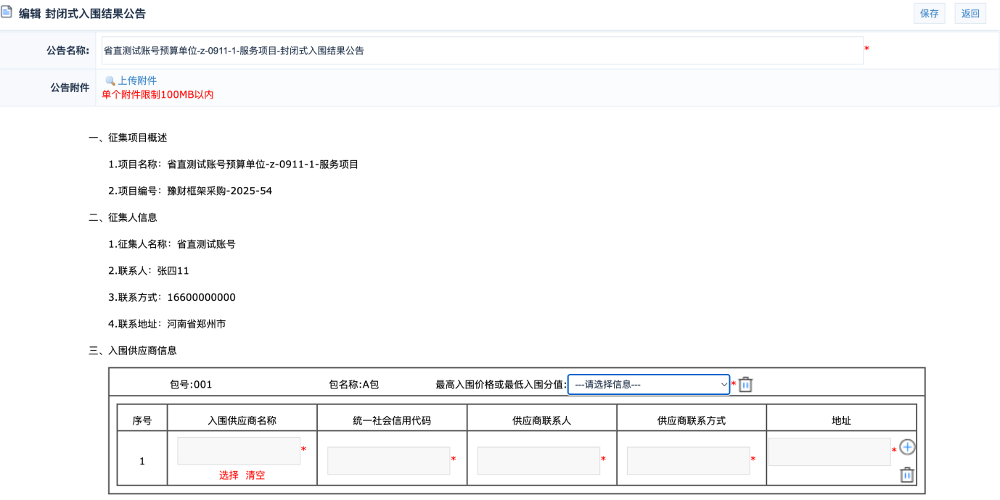 编辑 封闭式入围结果公告 保存 返回
公告名称: 省直测试账号预算单位-z-0911-1-服务项目-封闭式入围结果公告 *
公告附件 上传附件
单个附件限制100MB以内
一、征集项目概述
1.项目名称：省直测试账号预算单位-z-0911-1-服务项目
2.项目编号：豫财框架采购-2025-54
二、征集人信息
1.征集人名称：省直测试账号
2.联系人：张四11
3.联系方式：16600000000
4.联系地址：河南省郑州市
三、入围供应商信息
包号:001 包名称:A包 最高入围价格或最低入围分值: ---请选择信息--- *
序号 入围供应商名称 统一社会信用代码 供应商联系人 供应商联系方式 地址
1 * * * * *
选择 清空